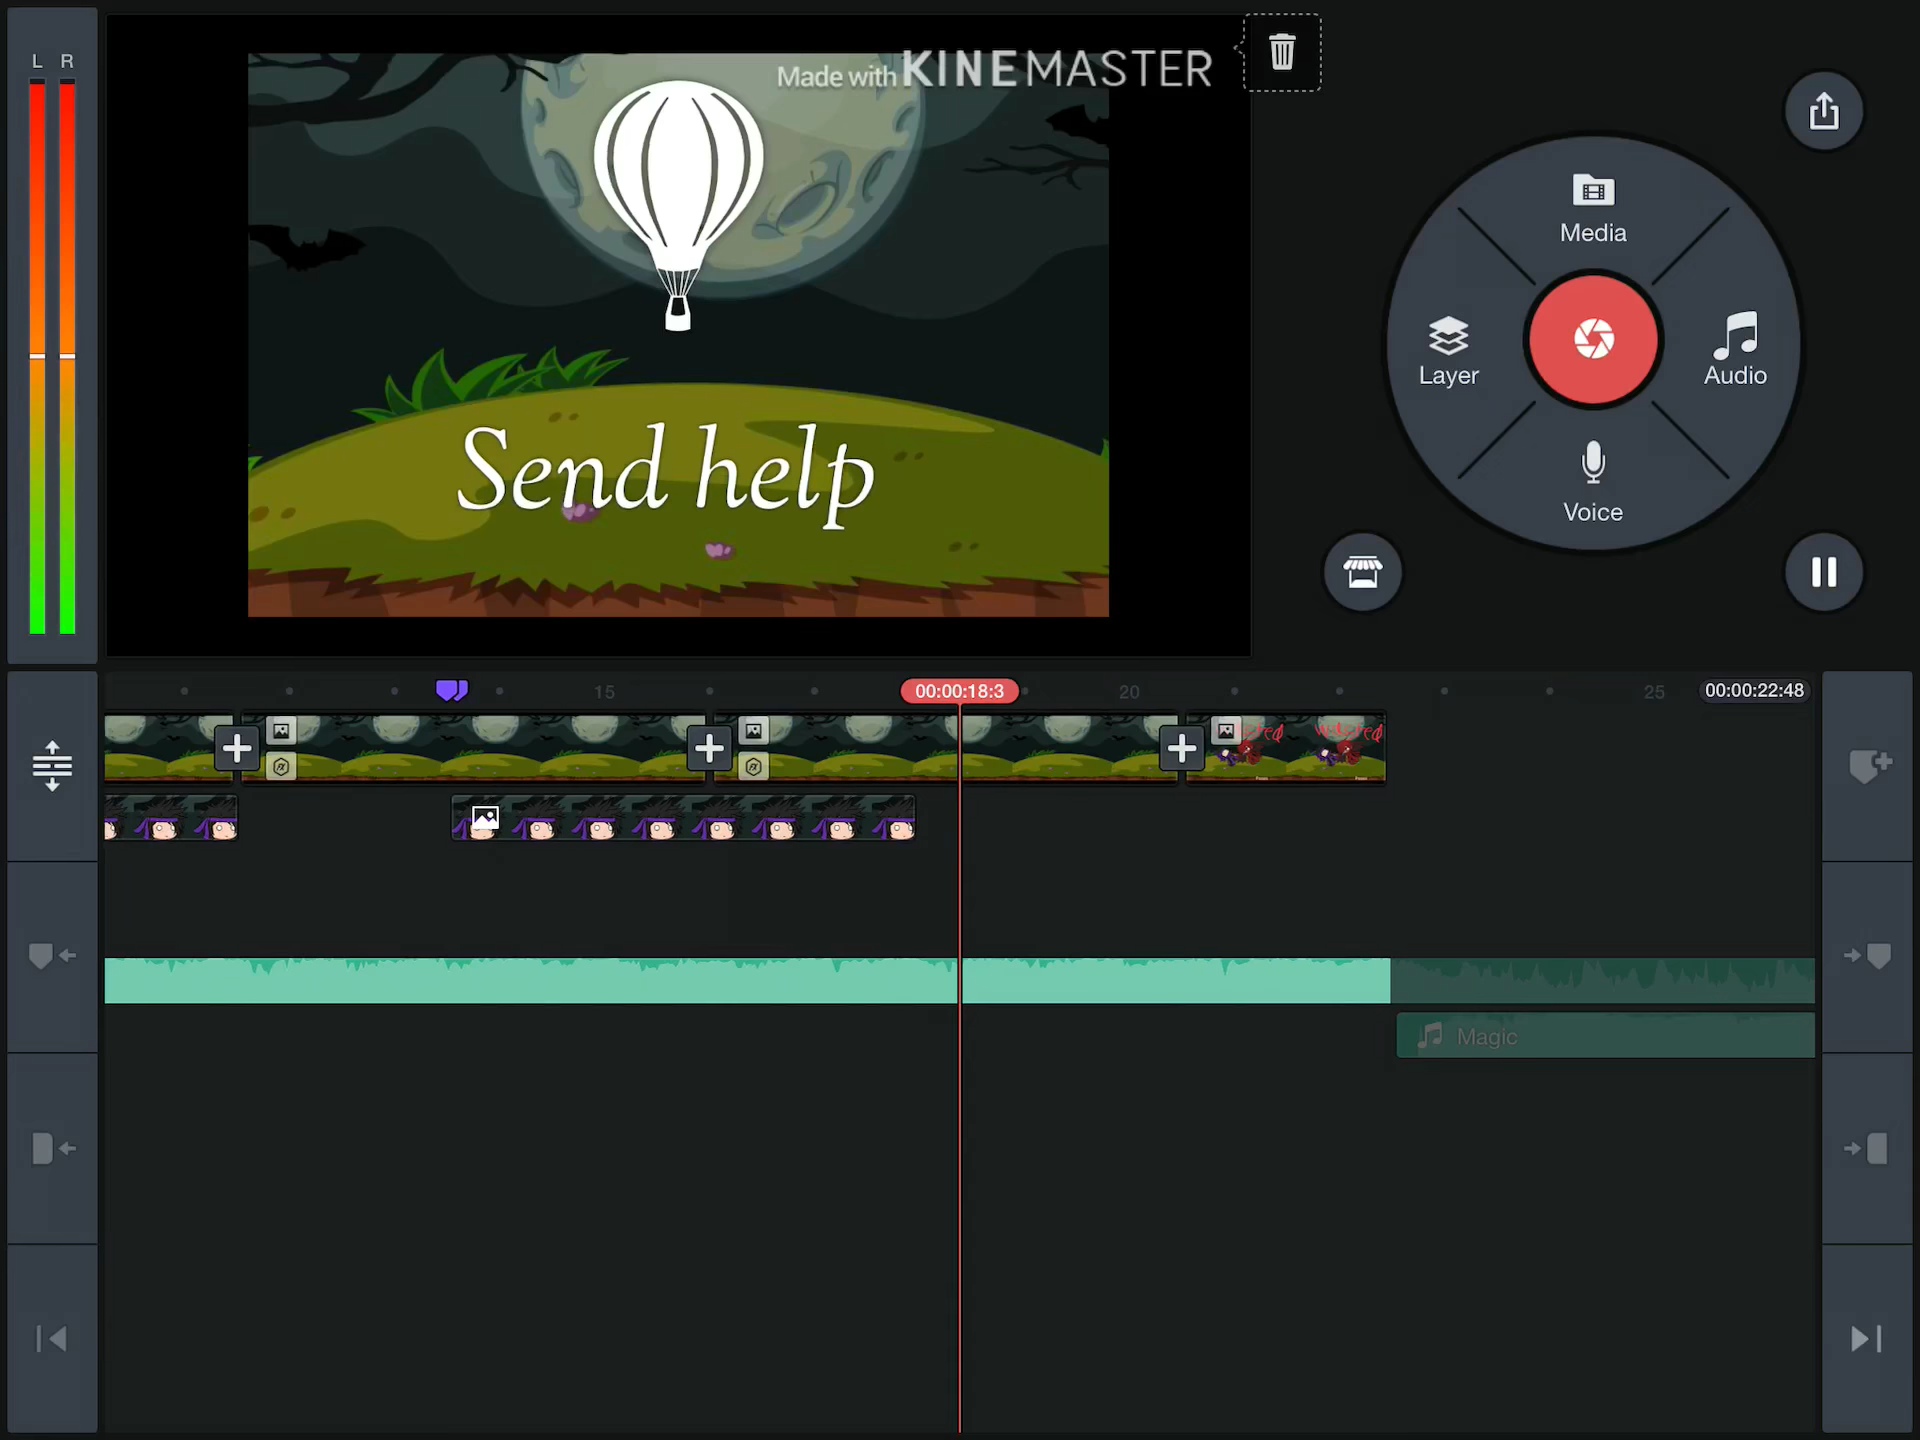 L R
Made with KINEMASTER
Media
Layer
Audio
Voice
Send help
15
00:00:18:3
20
25
00:00:22:48
Magic